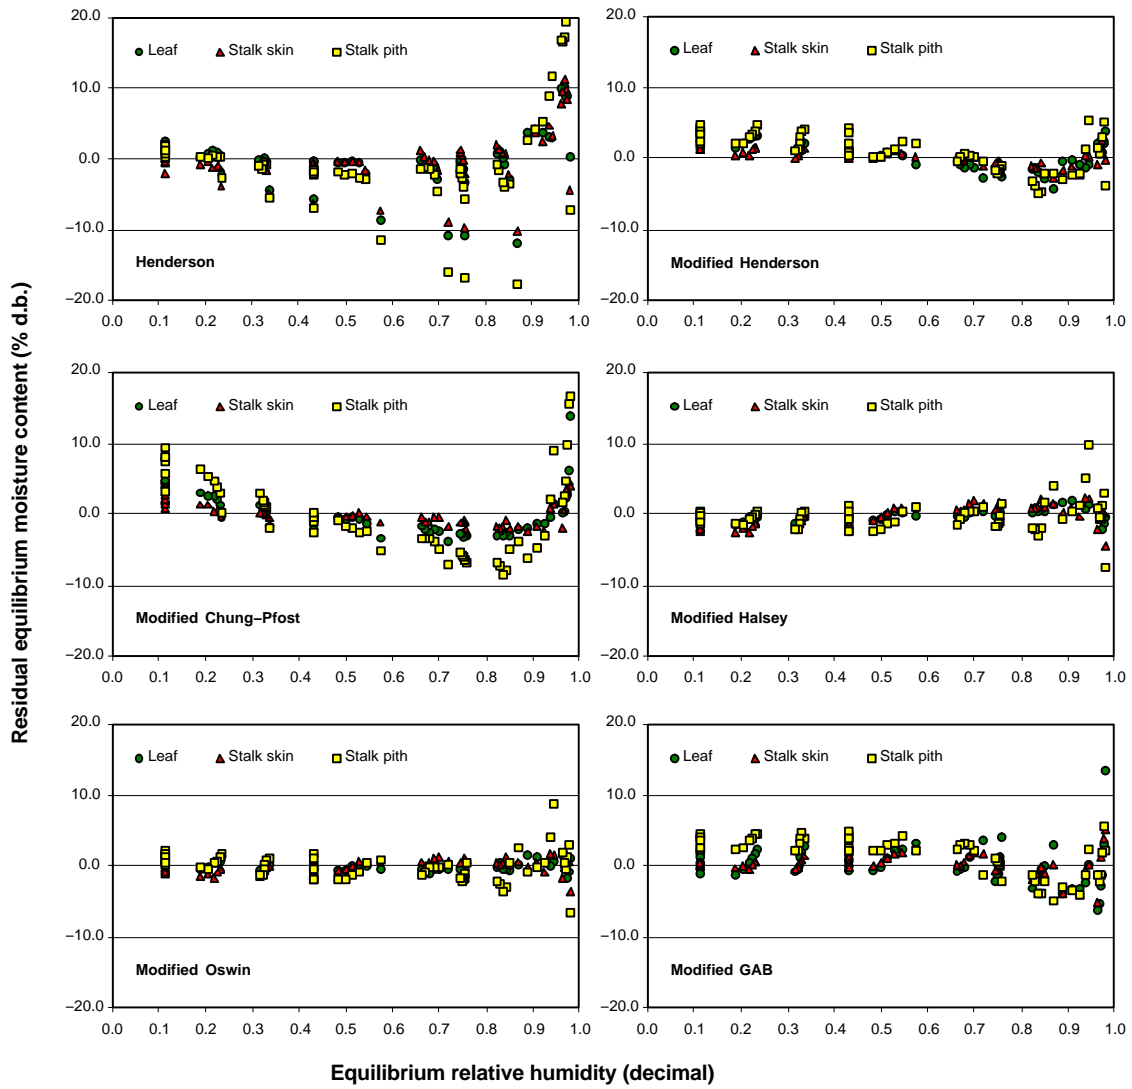 Residual equilibrium moisture content (% d.b.)
20.0
10.0
0.0
−10.0
−20.0
Leaf Stalk skin Stalk pith
Henderson
0.0 0.1 0.2 0.3 0.4 0.5 0.6 0.7 0.8 0.9 1.0
20.0
10.0
0.0
−10.0
−20.0
Leaf Stalk skin Stalk pith
Modified Henderson
0.0 0.1 0.2 0.3 0.4 0.5 0.6 0.7 0.8 0.9 1.0
20.0
10.0
0.0
−10.0
−20.0
Leaf Stalk skin Stalk pith
Modified Chung−Pfost
0.0 0.1 0.2 0.3 0.4 0.5 0.6 0.7 0.8 0.9 1.0
20.0
10.0
0.0
−10.0
−20.0
Leaf Stalk skin Stalk pith
Modified Halsey
0.0 0.1 0.2 0.3 0.4 0.5 0.6 0.7 0.8 0.9 1.0
20.0
10.0
0.0
−10.0
−20.0
Leaf Stalk skin Stalk pith
Modified Oswin
0.0 0.1 0.2 0.3 0.4 0.5 0.6 0.7 0.8 0.9 1.0
20.0
10.0
0.0
−10.0
−20.0
Leaf Stalk skin Stalk pith
Modified GAB
0.0 0.1 0.2 0.3 0.4 0.5 0.6 0.7 0.8 0.9 1.0
Equilibrium relative humidity (decimal)